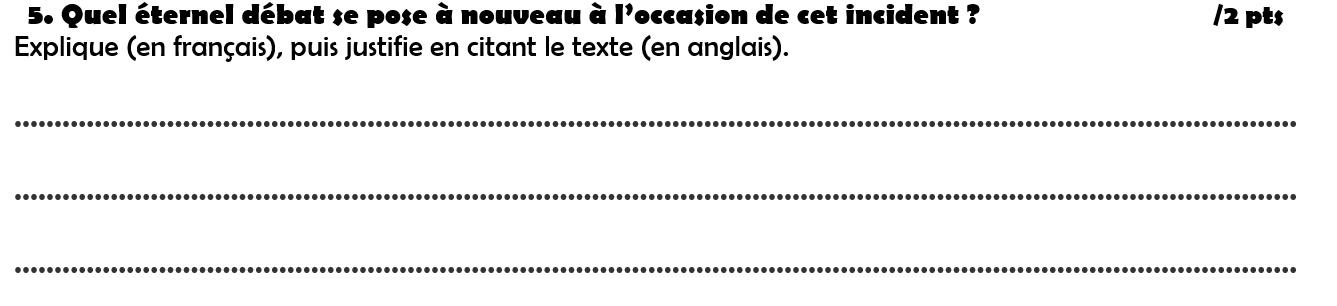 5. Quel éternel débat se pose à nouveau à l'occasion de cet incident ? /2 pts
Explique (en français), puis justifie en citant le texte (en anglais).